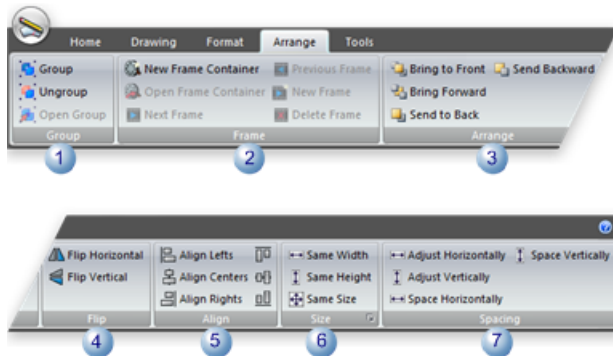 Home Drawing Format Arrange Tools
Group New Frame Container Previous Frame Bring to Front Send Backward
Ungroup Open Frame Container New Frame Bring Forward
Open Group Next Frame Delete Frame Send to Back
Group Frame Arrange
1 2 3
Flip Horizontal Align Lefts Same Width Adjust Horizontally Space Vertically
Flip Vertical Align Centers Same Height Adjust Vertically
Align Rights Same Size Space Horizontally
Flip Align Size Spacing
4 5 6 7